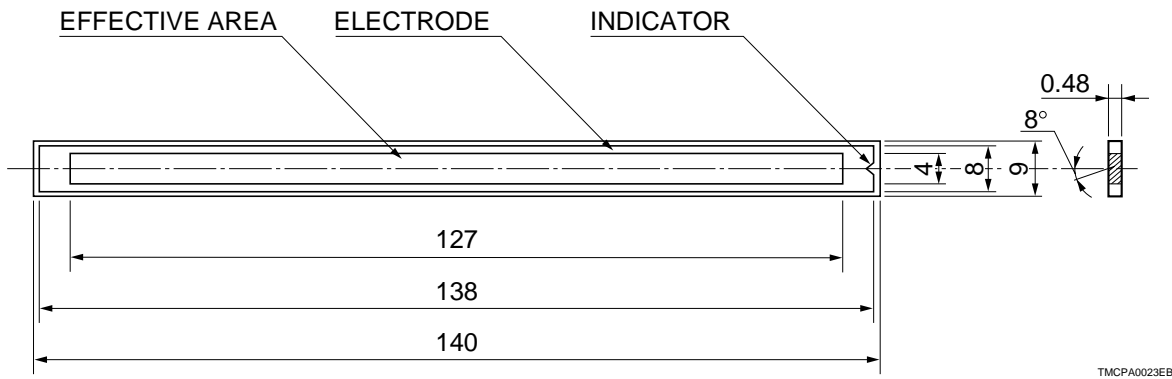 EFFECTIVE AREA ELECTRODE INDICATOR
0.48
8°
4 8 9
127
138
140
TMCPA0023EB